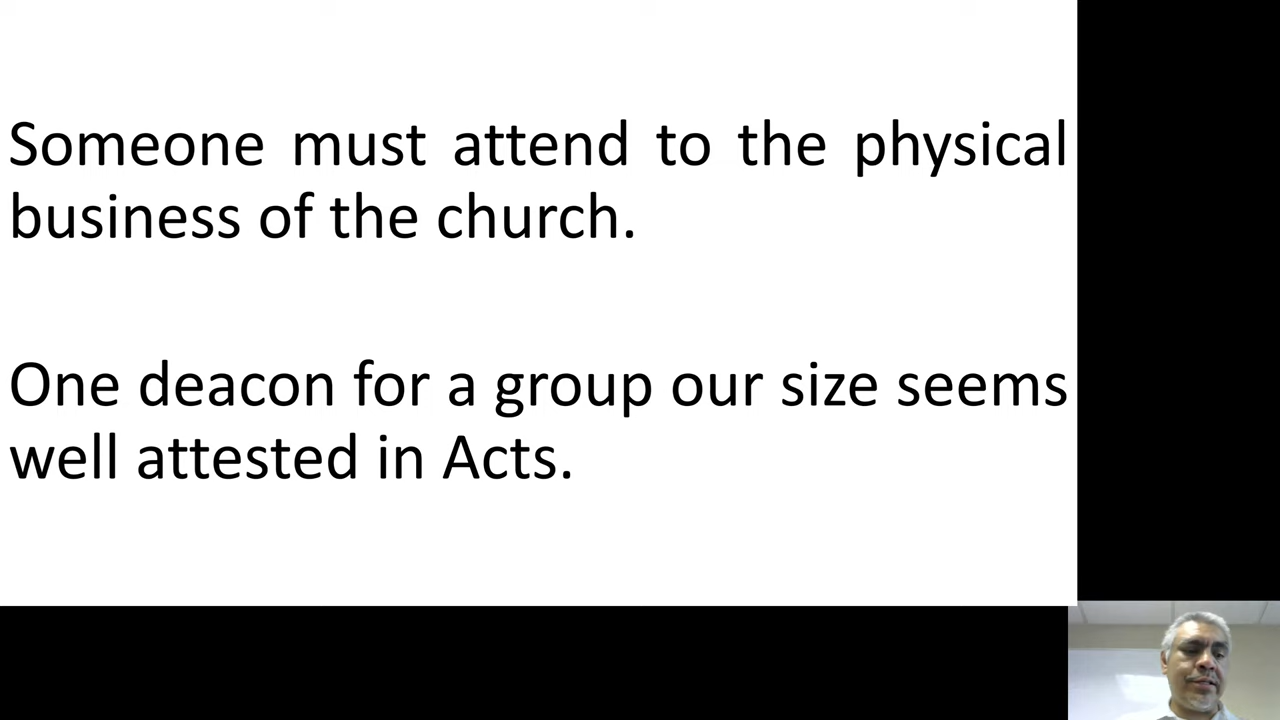 Someone must attend to the physical
business of the church.
One deacon for a group our size seems
well attested in Acts.